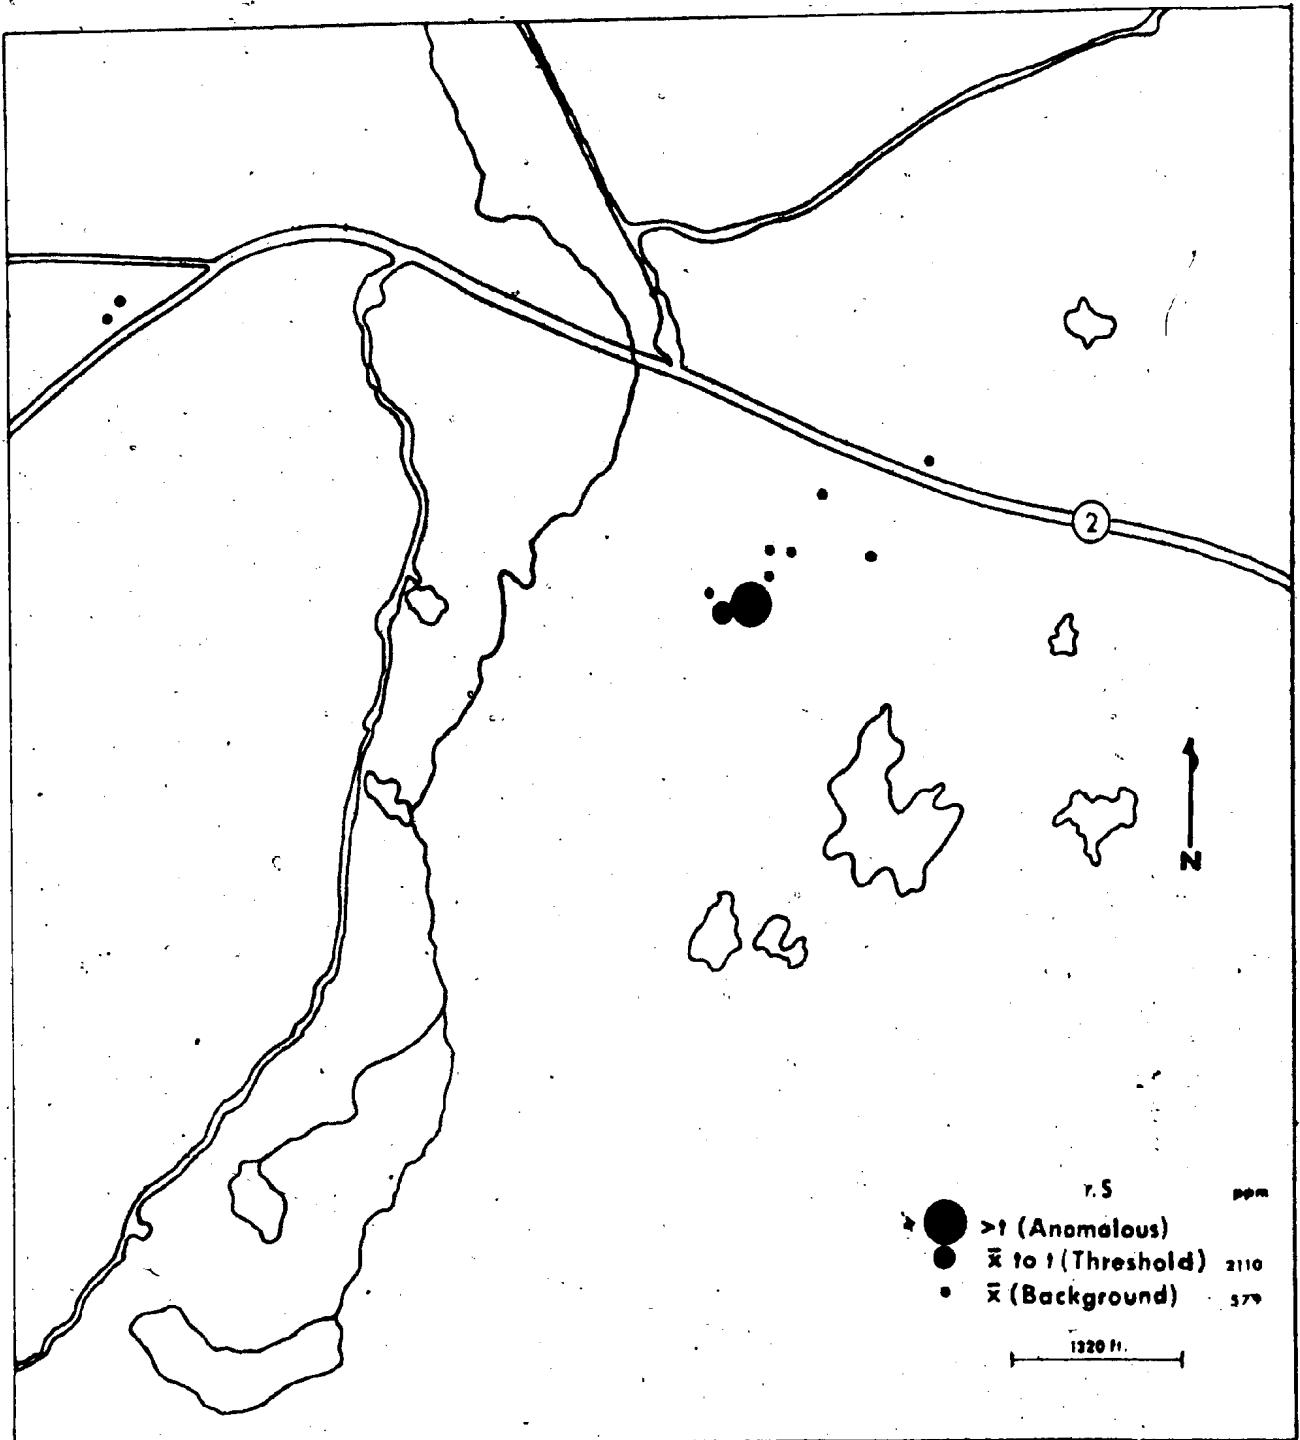 2
N
r. S ppm
>t (Anomalous)
x̄ to t (Threshold) 2110
x̄ (Background) 579
1320 ft.